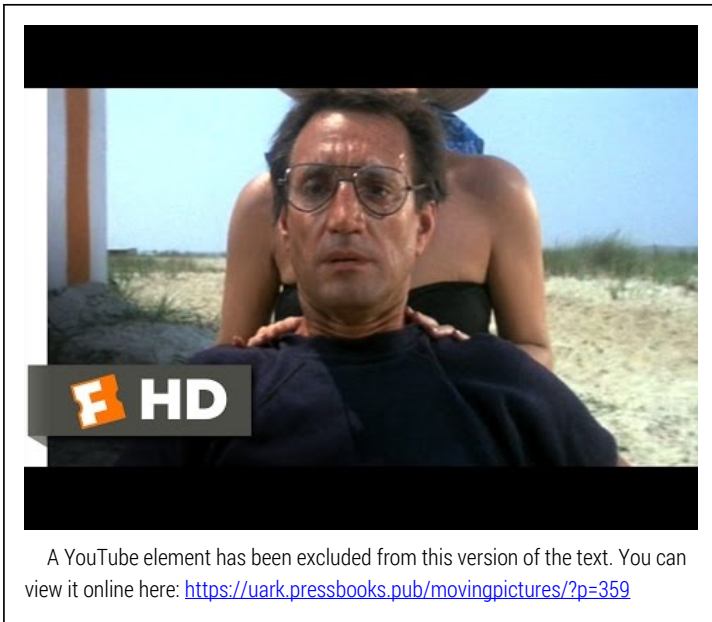 F HD
A YouTube element has been excluded from this version of the text. You can
view it online here: https://uark.pressbooks.pub/movingpictures/?p=359